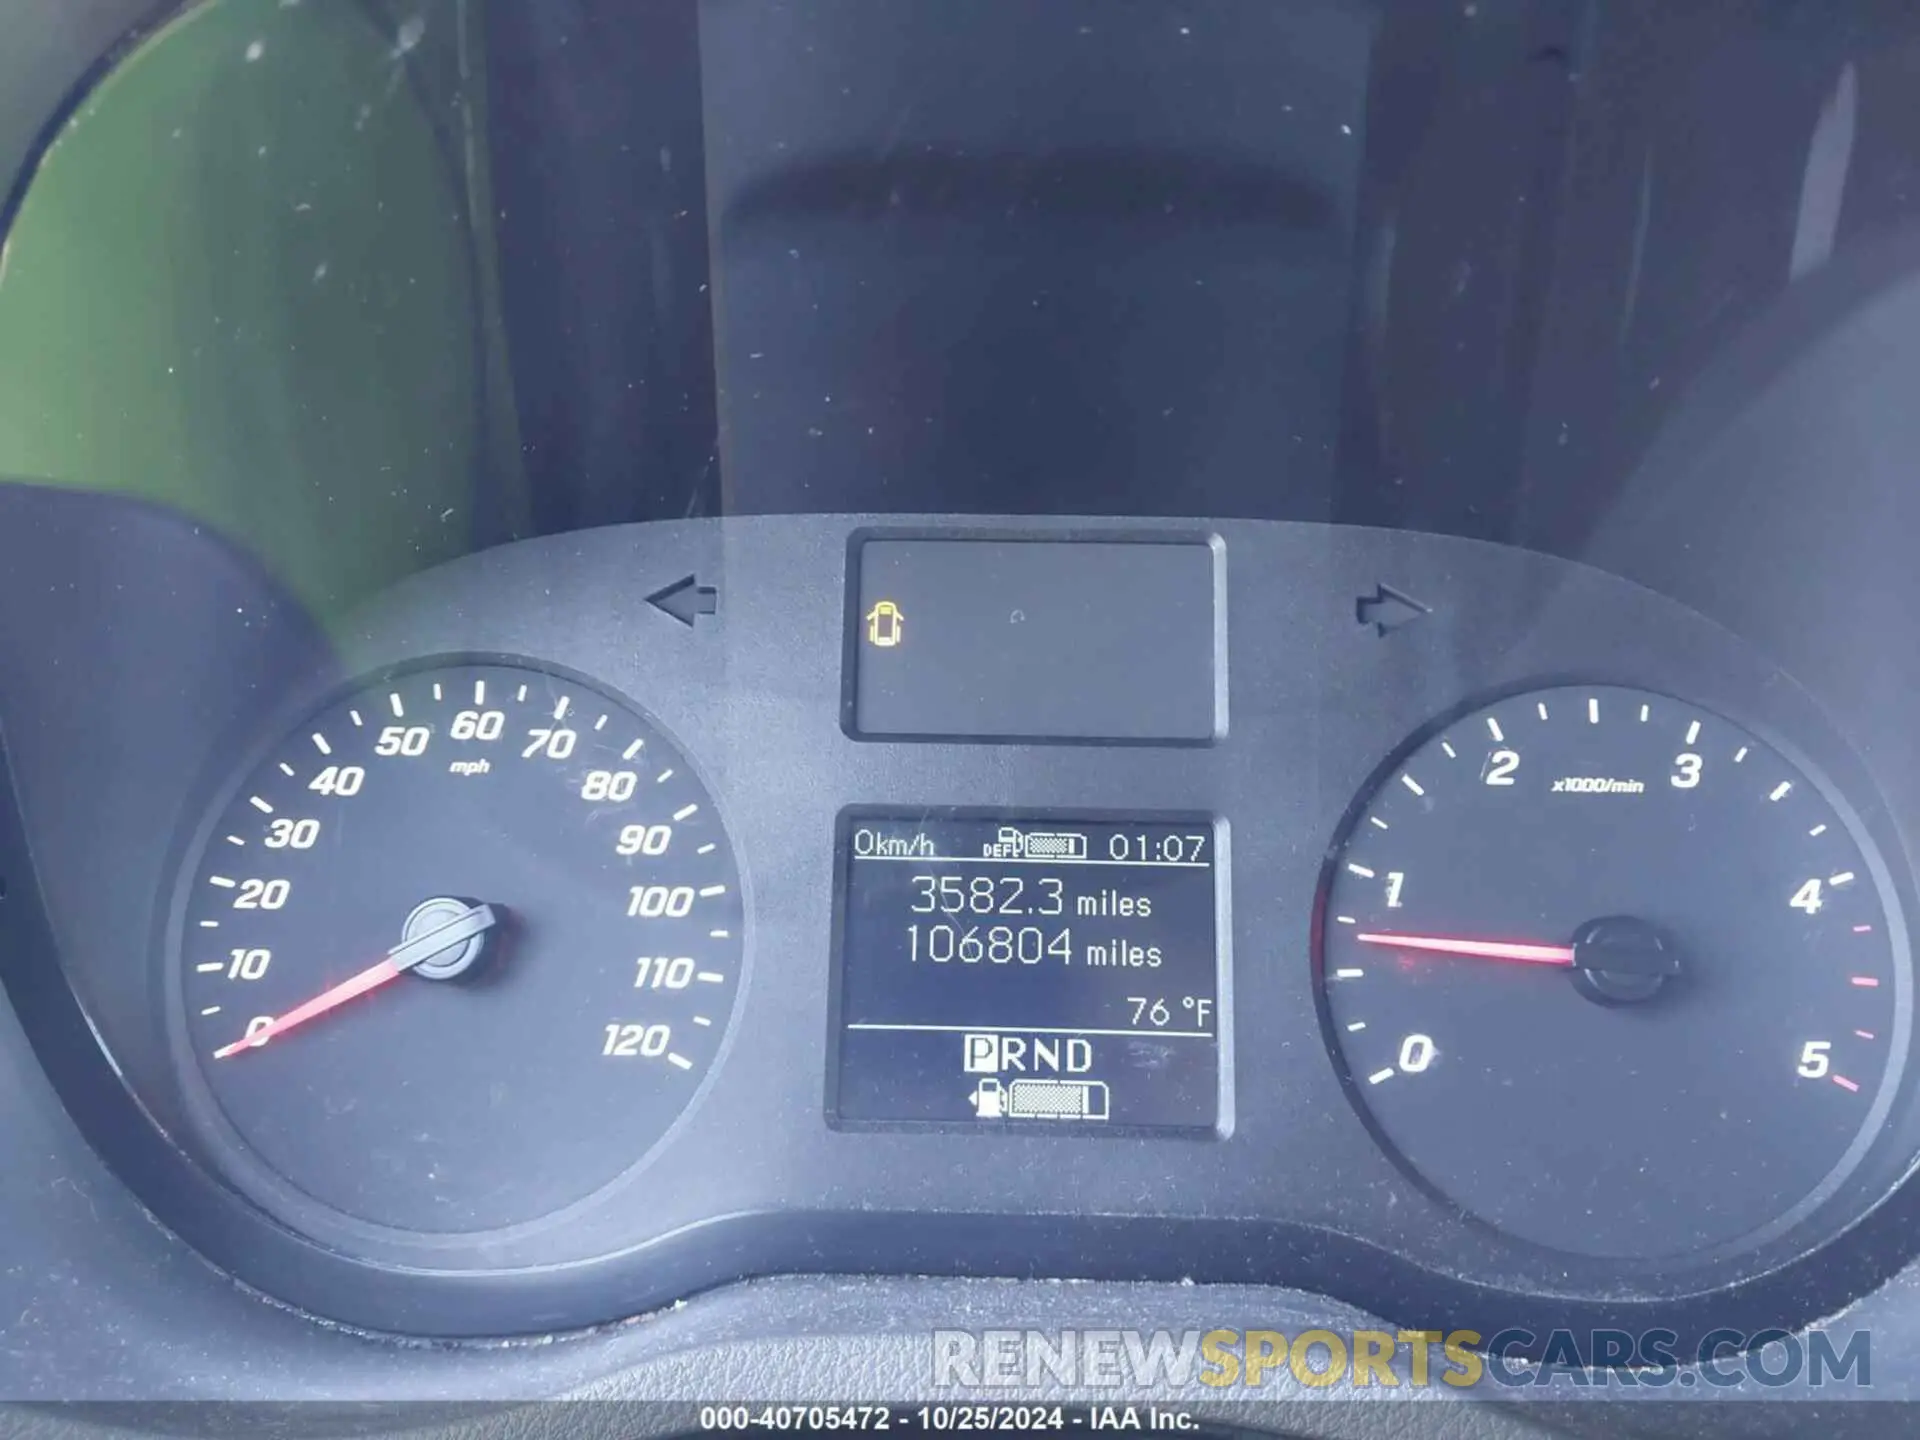 50 60 70
mph
40 80
30 90
20 100
10 110
0 120
0km/h DEF 01:07
3582.3 miles
106804 miles
76 °F
PRND
2 x1000/min 3
1 4
0 5
RENEWSPORTSCARS.COM
000-40705472 - 10/25/2024 - IAA Inc.